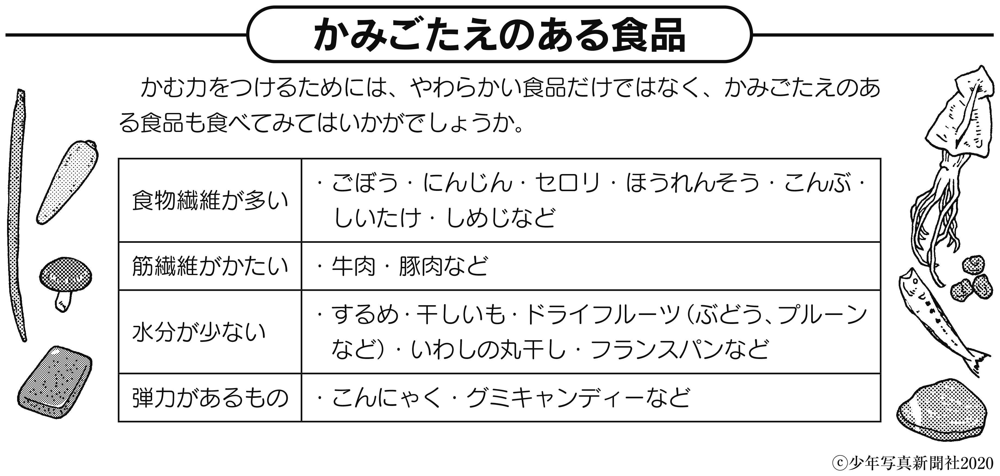 かみごたえのある食品
かむ力をつけるためには、やわらかい食品だけではなく、かみごたえのあ
る食品も食べてみてはいかがでしょうか。
食物繊維が多い
・ごぼう・にんじん・セロリ・ほうれんそう・こんぶ・
しいたけ・しめじなど
筋繊維がかたい
・牛肉・豚肉など
水分が少ない
・するめ・干しいも・ドライフルーツ（ぶどう、プルーン
など）・いわしの丸干し・フランスパンなど
弾力があるもの
・こんにゃく・グミキャンディーなど
ⓒ少年写真新聞社2020